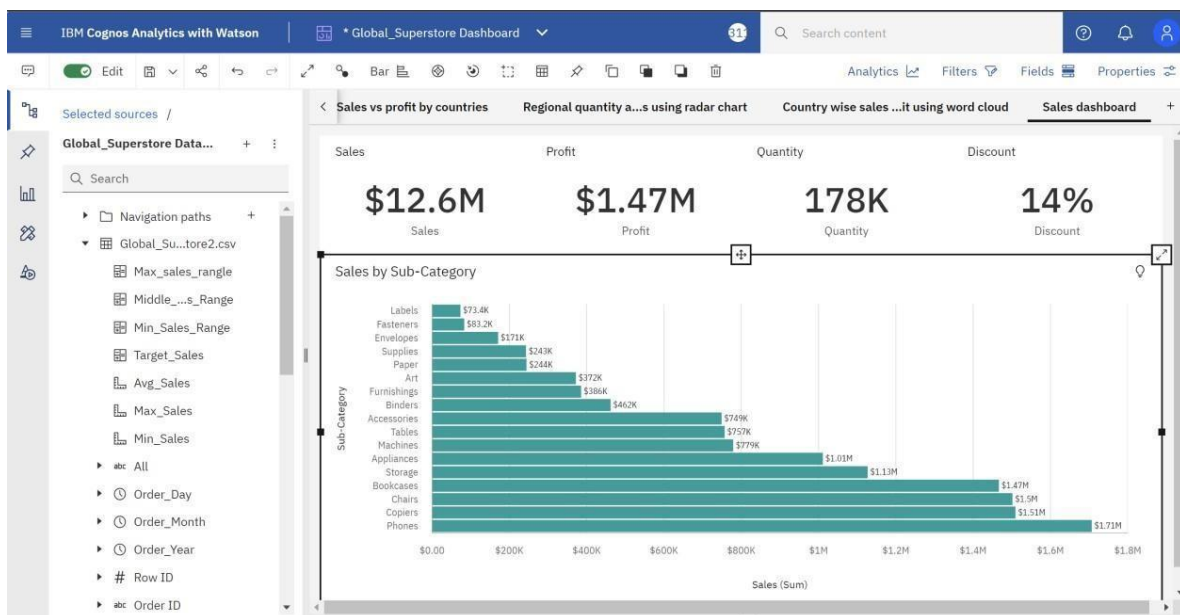 IBM Cognos Analytics with Watson
* Global_Superstore Dashboard
Search content
Edit
Bar
Analytics
Filters
Fields
Properties
Selected sources /
Global_Superstore Data...
Search
Navigation paths
Global_Su...tore2.csv
Max_sales_rangle
Middle_...s_Range
Min_Sales_Range
Target_Sales
Avg_Sales
Max_Sales
Min_Sales
abc All
Order_Day
Order_Month
Order_Year
# Row ID
abc Order ID
Sales vs profit by countries
Regional quantity a...s using radar chart
Country wise sales ...it using word cloud
Sales dashboard
Sales
Profit
Quantity
Discount
$12.6M
$1.47M
178K
14%
Sales
Profit
Quantity
Discount
Sales by Sub-Category
Sub-Category
Labels $73.4K
Fasteners $83.2K
Envelopes $171K
Supplies $243K
Paper $244K
Art $372K
Furnishings $386K
Binders $462K
Accessories $749K
Tables $757K
Machines $779K
Appliances $1.01M
Storage $1.13M
Bookcases $1.47M
Chairs $1.5M
Copiers $1.51M
Phones $1.71M
$0.00 $200K $400K $600K $800K $1M $1.2M $1.4M $1.6M $1.8M
Sales (Sum)